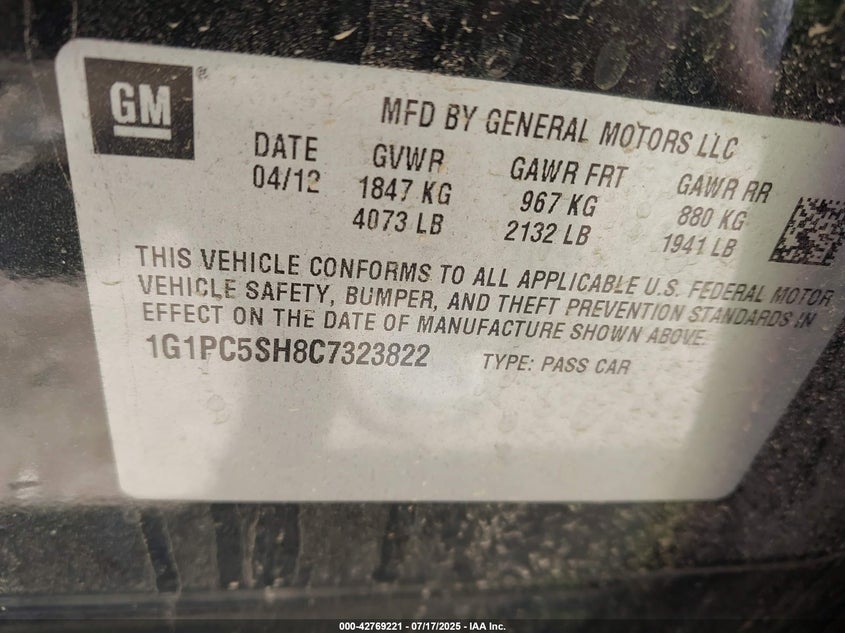 GM
®
MFD BY GENERAL MOTORS LLC
DATE GVWR GAWR FRT GAWR RR
04/12 1847 KG 967 KG 880 KG
4073 LB 2132 LB 1941 LB
THIS VEHICLE CONFORMS TO ALL APPLICABLE U.S. FEDERAL MOTOR
VEHICLE SAFETY, BUMPER, AND THEFT PREVENTION STANDARDS IN
EFFECT ON THE DATE OF MANUFACTURE SHOWN ABOVE.
1G1PC5SH8C7323822 TYPE: PASS CAR
000-42769221 / 07/17/2025 - IAA Inc.